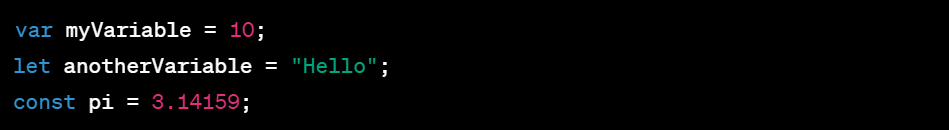 var myVariable = 10;
let anotherVariable = "Hello";
const pi = 3.14159;